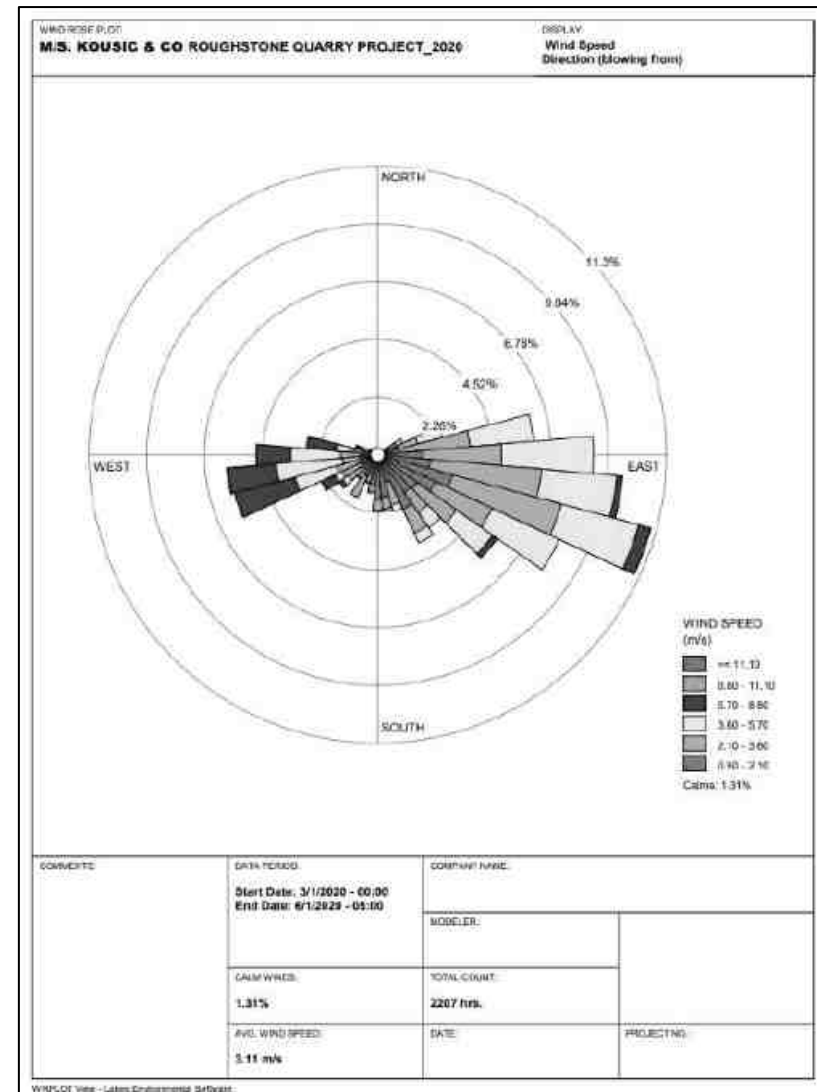 WIND ROSE PLOT:
M/S. KOUSIG & CO ROUGHSTONE QUARRY PROJECT_2020
DISPLAY:
Wind Speed
Direction (blowing from)
NORTH
11.3%
9.04%
6.78%
4.52%
2.26%
WEST
EAST
SOUTH
WIND SPEED
(m/s)
11.10
8.80 - 11.10
5.70 - 8.80
3.60 - 5.70
2.10 - 3.60
0.50 - 2.10
Calms: 1.31%
COMMENTS:
DATA PERIOD:
Start Date: 3/1/2020 - 00:00
End Date: 6/1/2020 - 05:00
COMPANY NAME:
MODELER:
CALM WINDS:
1.31%
TOTAL COUNT:
2207 hrs.
AVG. WIND SPEED:
3.11 m/s
DATE:
PROJECT NO.:
WRPLOT View - Lakes Environmental Software